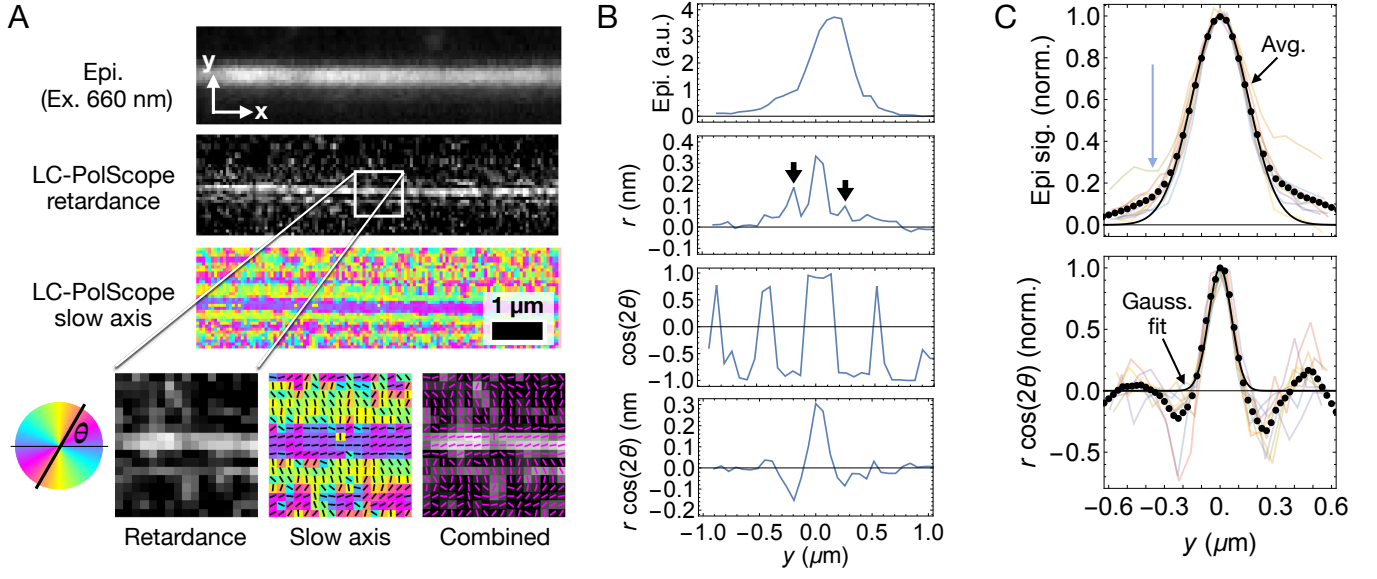 A
Epi.
(Ex. 660 nm)
y
x
LC-PolScope
retardance
LC-PolScope
slow axis
1 µm
θ
Retardance
Slow axis
Combined
B
Epi. (a.u.)
4
3
2
1
0
r (nm)
0.4
0.3
0.2
0.1
0.0
−0.1
cos(2θ)
1.0
0.5
0.0
−0.5
−1.0
r cos(2θ) (nm
0.3
0.2
0.1
0.0
−0.1
−0.2
−1.0 −0.5 0.0 0.5 1.0
y (µm)
C
Epi sig. (norm.)
1.0
0.8
0.6
0.4
0.2
0.0
Avg.
r cos(2θ) (norm.)
1.0
0.5
0.0
−0.5
Gauss.
fit
−0.6 −0.3 0. 0.3 0.6
y (µm)